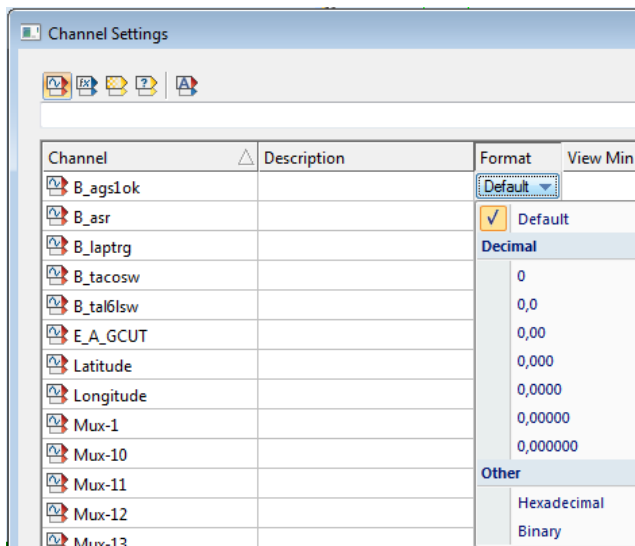 Channel Settings
Channel Description Format View Min
B_ags1ok Default
B_asr Default
B_laptrg Decimal
B_tacosw 0
B_tal6lsw 0,0
E_A_GCUT 0,00
Latitude 0,000
Longitude 0,0000
Mux-1 0,00000
Mux-10 0,000000
Mux-11 Other
Mux-12 Hexadecimal
Mux-13 Binary